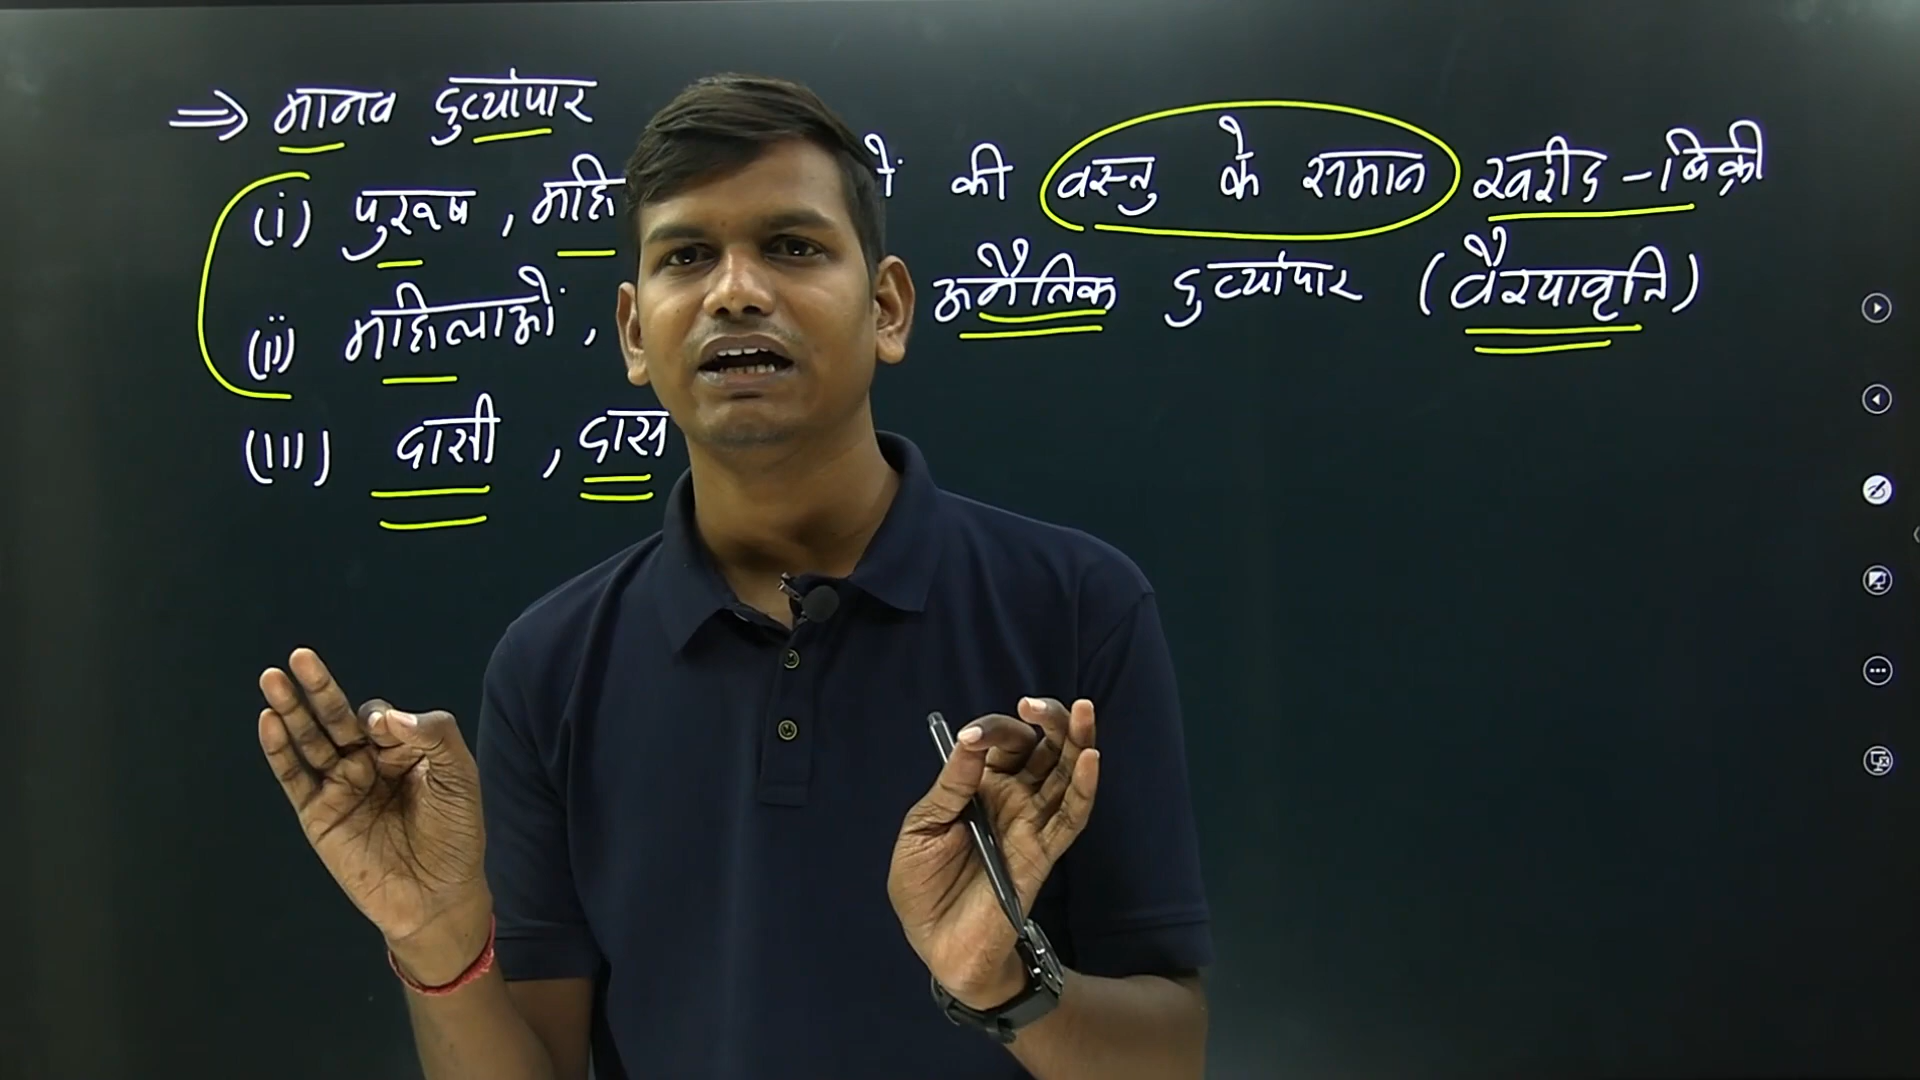 ⇒ मानव दुर्व्यापार
(i) पुरूष , महि की वस्तु के समान खरीद - बिक्री
(ii) महिलाओं , अनैतिक दुर्व्यापार (वैश्यावृति)
(iii) दासी , दास